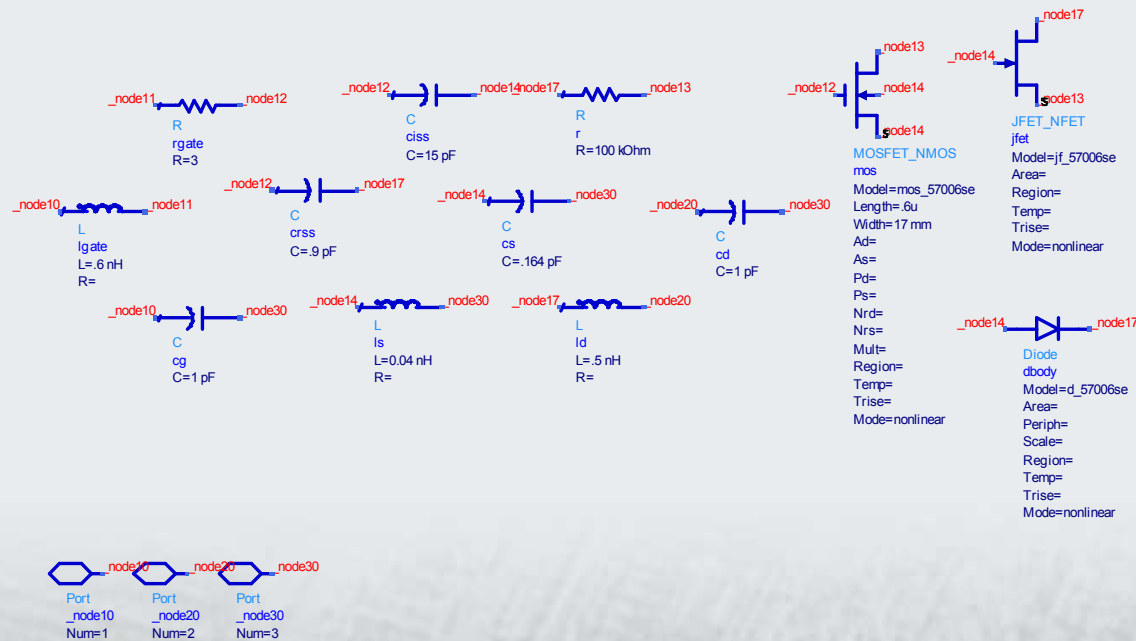 _node11
_node12
R
rgate
R=3
_node12
_node14
C
ciss
C=15 pF
_node17
_node13
R
r
R=100 kOhm
_node12
_node13
_node14
_node14
MOSFET_NMOS
mos
Model=mos_57006se
Length=.6u
Width=17 mm
Ad=
As=
Pd=
Ps=
Nrd=
Nrs=
Mult=
Region=
Temp=
Trise=
Mode=nonlinear
_node17
_node14
_node13
JFET_NFET
jfet
Model=jf_57006se
Area=
Region=
Temp=
Trise=
Mode=nonlinear
_node10
_node11
L
lgate
L=.6 nH
R=
_node12
_node17
C
crss
C=.9 pF
_node14
_node30
C
cs
C=.164 pF
_node20
_node30
C
cd
C=1 pF
_node10
_node30
C
cg
C=1 pF
_node14
_node30
L
ls
L=0.04 nH
R=
_node17
_node20
L
ld
L=.5 nH
R=
_node14
_node17
Diode
dbody
Model=d_57006se
Area=
Periph=
Scale=
Region=
Temp=
Trise=
Mode=nonlinear
_node10
Port
_node10
Num=1
_node20
Port
_node20
Num=2
_node30
Port
_node30
Num=3